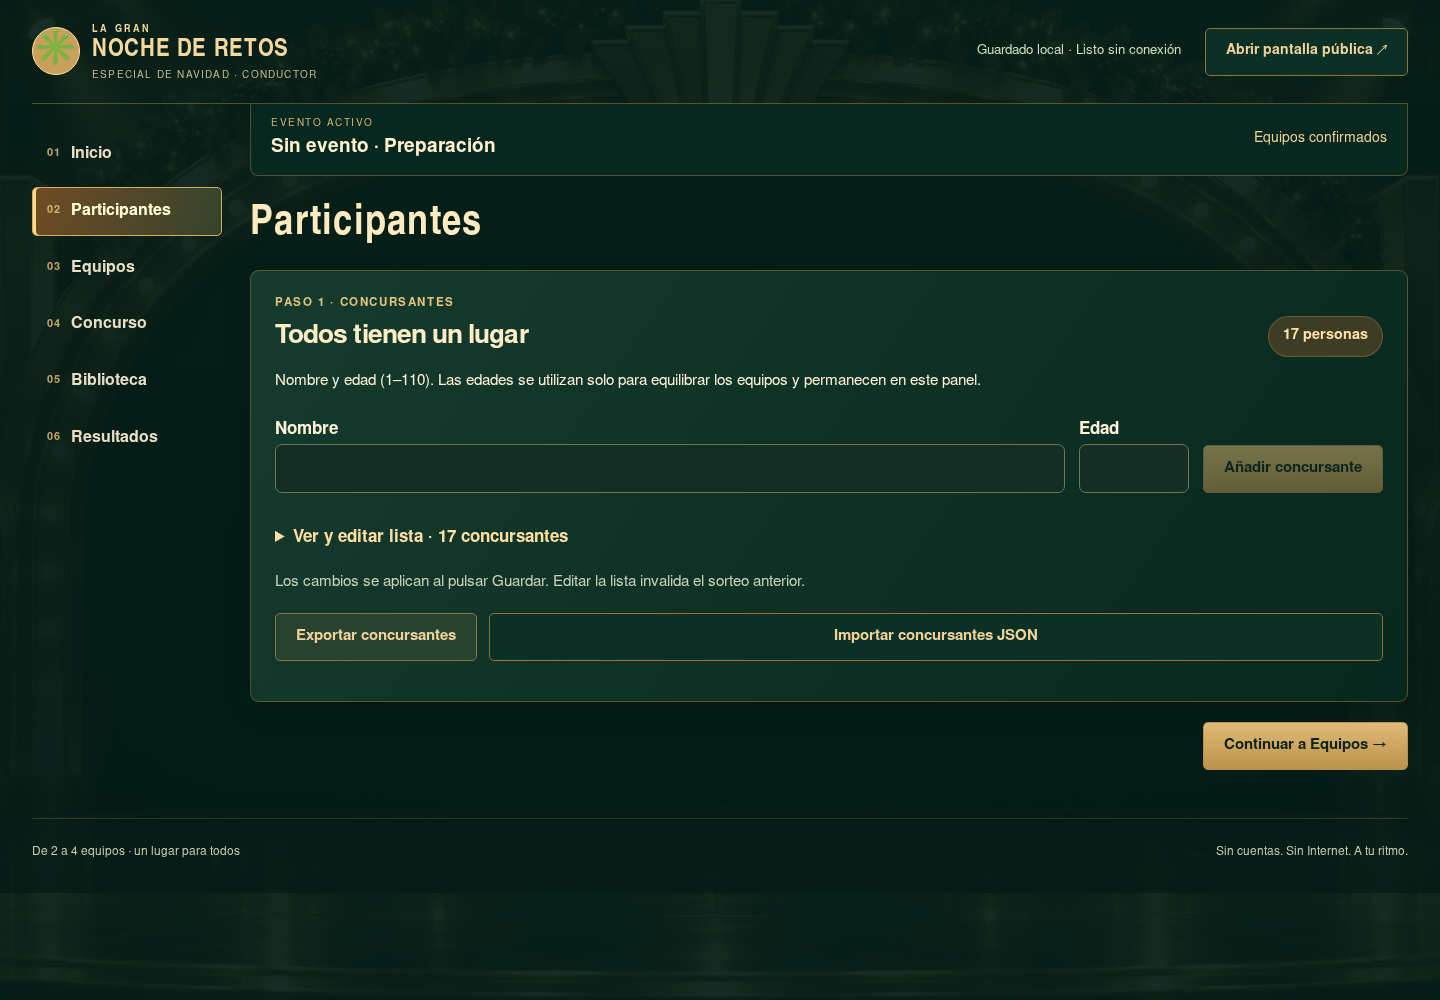 LA GRAN
NOCHE DE RETOS
ESPECIAL DE NAVIDAD · CONDUCTOR
Guardado local · Listo sin conexión
Abrir pantalla pública ↗
01 Inicio
02 Participantes
03 Equipos
04 Concurso
05 Biblioteca
06 Resultados
EVENTO ACTIVO
Sin evento · Preparación
Equipos confirmados
Participantes
PASO 1 · CONCURSANTES
Todos tienen un lugar
17 personas
Nombre y edad (1–110). Las edades se utilizan solo para equilibrar los equipos y permanecen en este panel.
Nombre
Edad
Añadir concursante
▶ Ver y editar lista · 17 concursantes
Los cambios se aplican al pulsar Guardar. Editar la lista invalida el sorteo anterior.
Exportar concursantes
Importar concursantes JSON
Continuar a Equipos →
De 2 a 4 equipos · un lugar para todos
Sin cuentas. Sin Internet. A tu ritmo.